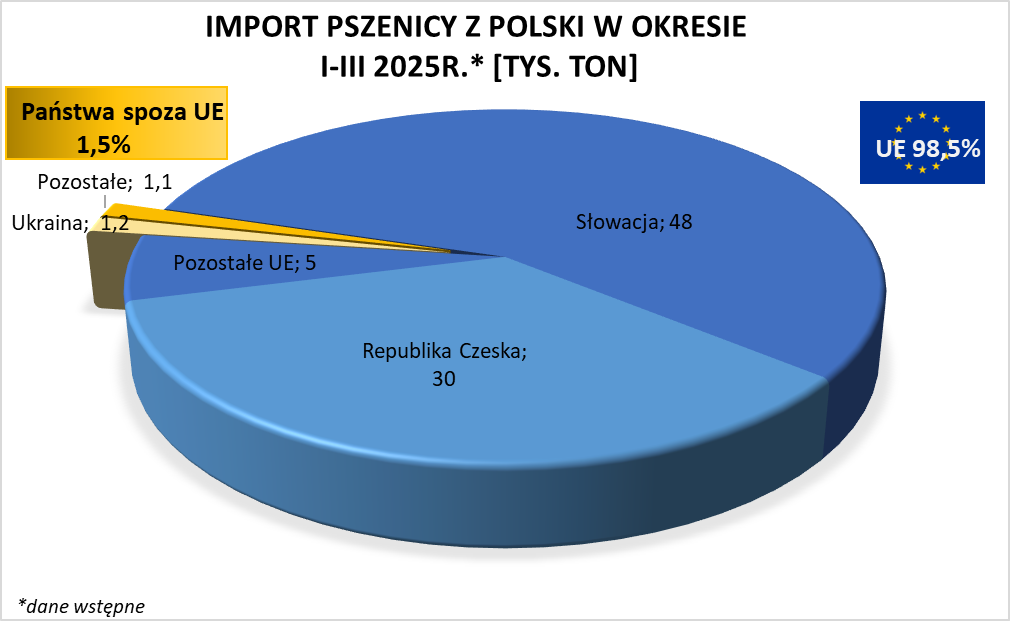 IMPORT PSZENICY Z POLSKI W OKRESIE
I-III 2025R.* [TYS. TON]
Państwa spoza UE
1,5%
UE 98,5%
Pozostałe; 1,1
Ukraina; 1,2
Słowacja; 48
Pozostałe UE; 5
Republika Czeska;
30
*dane wstępne